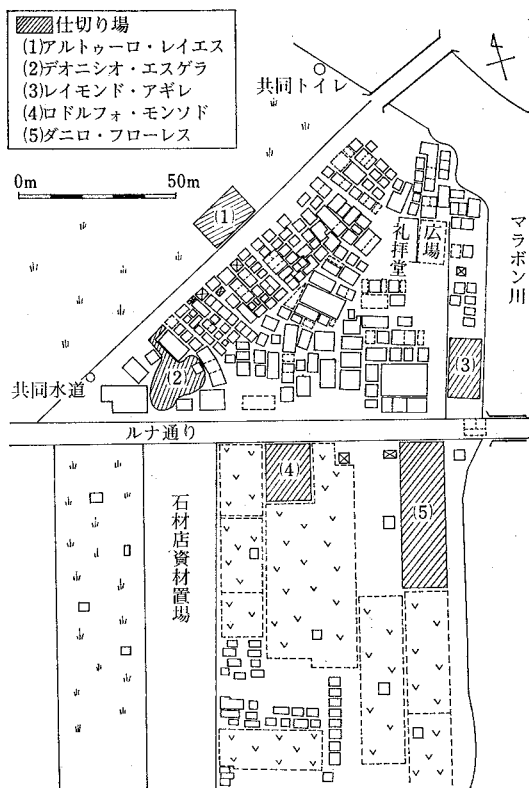 仕切り場
(1)アルトゥーロ・レイエス
(2)デオニシオ・エスゲラ
(3)レイモンド・アギレ
(4)ロドルフォ・モンソド
(5)ダニロ・フローレス
0m 50m
共同トイレ
(1)
礼拝堂
広場
マラボン川
(2)
(3)
共同水道
ルナ通り
(4)
(5)
石材店資材置場